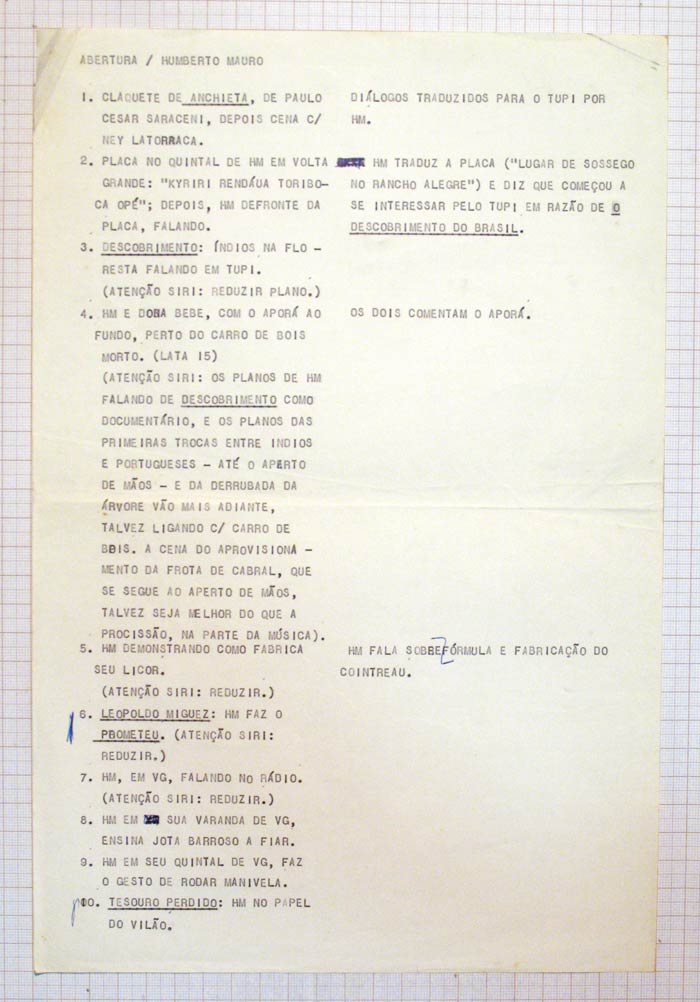 ABERTURA / HUMBERTO MAURO
1. CLAQUETE DE ANCHIETA, DE PAULO
CESAR SARACENI, DEPOIS CENA C/
NEY LATORRACA.
DIÁLOGOS TRADUZIDOS PARA O TUPI POR
HM.
2. PLACA NO QUINTAL DE HM EM VOLTA
GRANDE: "KYRIRI RENDÁUA TORIBO-
CA OPÉ"; DEPOIS, HM DEFRONTE DA
PLACA, FALANDO.
HM TRADUZ A PLACA ("LUGAR DE SOSSEGO
NO RANCHO ALEGRE") E DIZ QUE COMEÇOU A
SE INTERESSAR PELO TUPI EM RAZÃO DE O
DESCOBRIMENTO DO BRASIL.
3. DESCOBRIMENTO: ÍNDIOS NA FLO -
RESTA FALANDO EM TUPI.
(ATENÇÃO SIRI: REDUZIR PLANO.)
4. HM E DONA BEBE, COM O APORÁ AO
FUNDO, PERTO DO CARRO DE BOIS
MORTO. (LATA 15)
(ATENÇÃO SIRI: OS PLANOS DE HM
FALANDO DE DESCOBRIMENTO COMO
DOCUMENTÁRIO, E OS PLANOS DAS
PRIMEIRAS TROCAS ENTRE INDIOS
E PORTUGUESES - ATÉ O APERTO
DE MÃOS - E DA DERRUBADA DA
ÁRVORE VÃO MAIS ADIANTE,
TALVEZ LIGANDO C/ CARRO DE
BOIS. A CENA DO APROVISIONA -
MENTO DA FROTA DE CABRAL, QUE
SE SEGUE AO APERTO DE MÃOS,
TALVEZ SEJA MELHOR DO QUE A
PROCISSÃO, NA PARTE DA MÚSICA).
OS DOIS COMENTAM O APORÁ.
5. HM DEMONSTRANDO COMO FABRICA
SEU LICOR.
(ATENÇÃO SIRI: REDUZIR.)
HM FALA SOBRE FÓRMULA E FABRICAÇÃO DO
COINTREAU.
6. LEOPOLDO MIGUEZ: HM FAZ O
PROMETEU. (ATENÇÃO SIRI:
REDUZIR.)
7. HM, EM VG, FALANDO NO RÁDIO.
(ATENÇÃO SIRI: REDUZIR.)
8. HM EM SUA VARANDA DE VG,
ENSINA JOTA BARROSO A FIAR.
9. HM EM SEU QUINTAL DE VG, FAZ
O GESTO DE RODAR MANIVELA.
10. TESOURO PERDIDO: HM NO PAPEL
DO VILÃO.